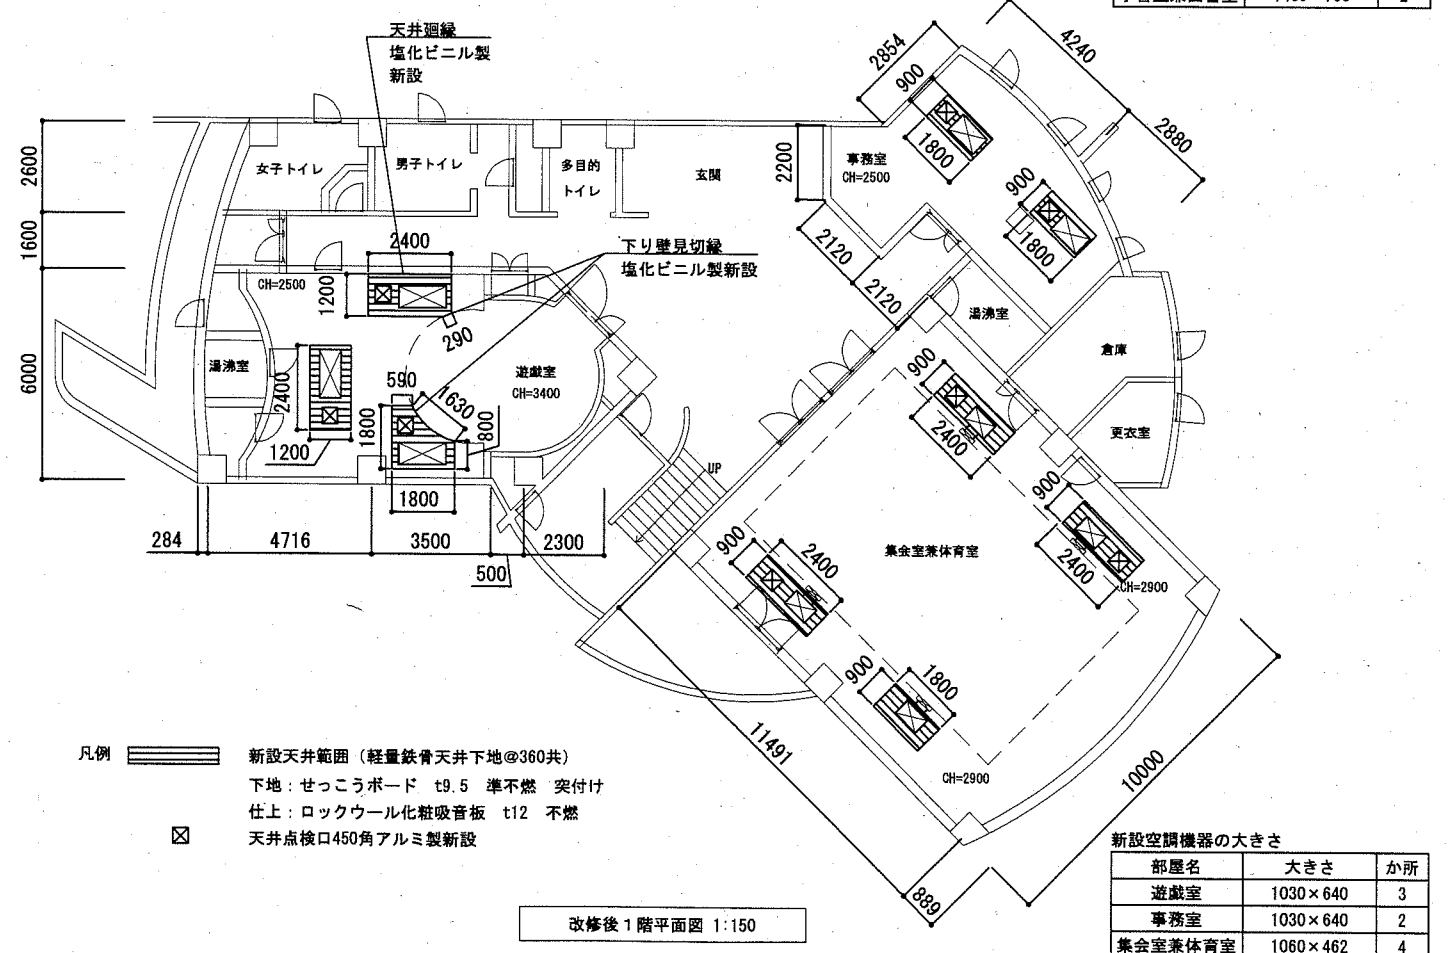 天井廻縁
塩化ビニル製
新設
2854
900
4240
2880
1800
900
1800
2600
1600
6000
女子トイレ
男子トイレ
多目的
トイレ
玄関
2200
事務室
CH=2500
2120
2120
2400
下り壁見切縁
塩化ビニル製新設
CH=2500
1200
290
湯沸室
2400
1200
590
1630
1800
800
1800
遊戯室
CH=3400
湯沸室
倉庫
更衣室
900
2400
900
2400
CH=2900
UP
集会室兼体育室
900
2400
900
1800
CH=2900
284
4716
3500
500
2300
11491
10000
889
凡例
新設天井範囲（軽量鉄骨天井下地@360共）
下地：せっこうボード t9.5 準不燃 突付け
仕上：ロックウール化粧吸音板 t12 不燃
天井点検口450角アルミ製新設
改修後１階平面図 1:150
新設空調機器の大きさ
部屋名 大きさ か所
遊戯室 1030×640 3
事務室 1030×640 2
集会室兼体育室 1060×462 4